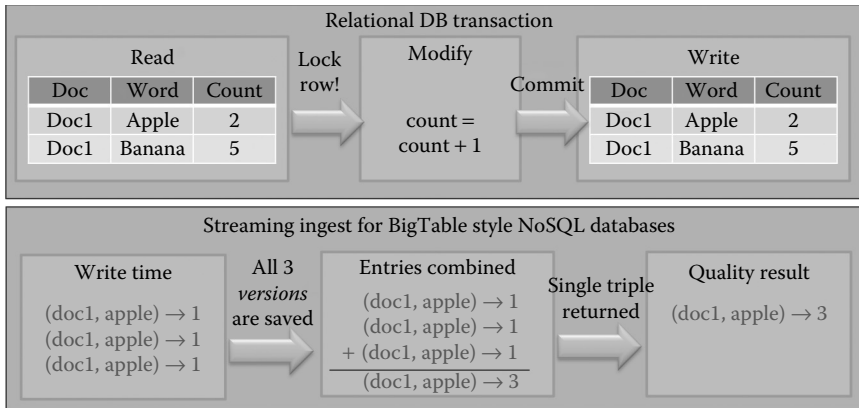 Relational DB transaction
Read
Doc Word Count
Doc1 Apple 2
Doc1 Banana 5
Lock
row!
Modify
count =
count + 1
Commit
Write
Doc Word Count
Doc1 Apple 2
Doc1 Banana 5
Streaming ingest for BigTable style NoSQL databases
Write time
(doc1, apple) → 1
(doc1, apple) → 1
(doc1, apple) → 1
All 3
versions
are saved
Entries combined
(doc1, apple) → 1
(doc1, apple) → 1
+ (doc1, apple) → 1
(doc1, apple) → 3
Single triple
returned
Quality result
(doc1, apple) → 3